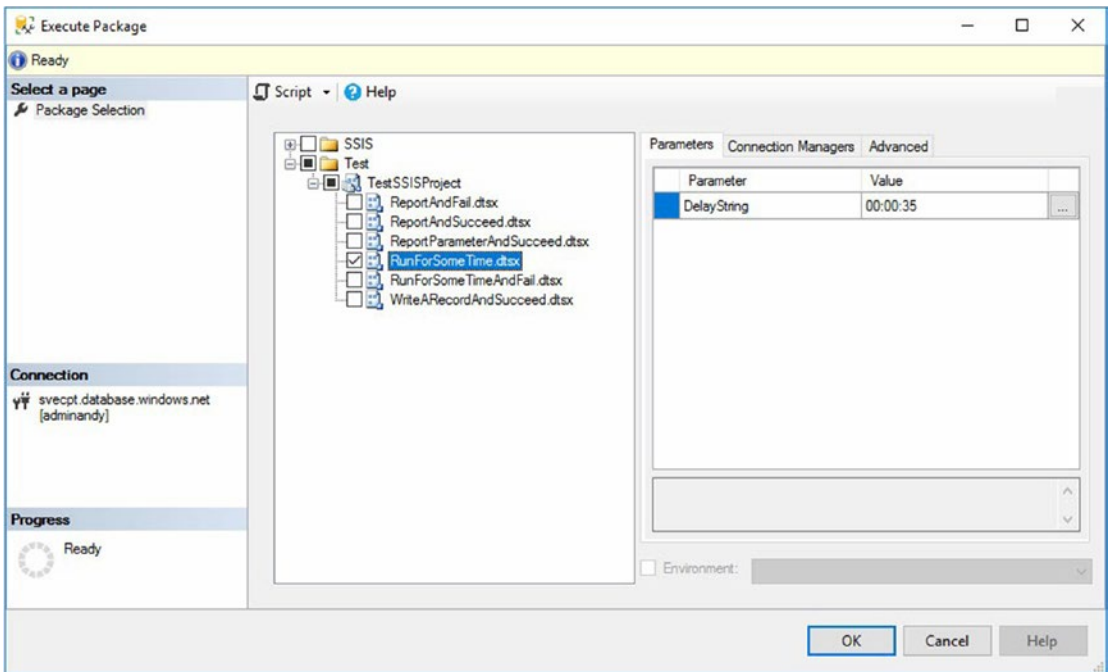 Execute Package
Ready
Select a page
Package Selection
Script
Help
SSIS
Test
TestSSISProject
ReportAndFail.dtsx
ReportAndSucceed.dtsx
ReportParameterAndSucceed.dtsx
RunForSomeTime.dtsx
RunForSomeTimeAndFail.dtsx
WriteARecordAndSucceed.dtsx
Parameters Connection Managers Advanced
Parameter Value
DelayString 00:00:35 ...
Connection
svecpt.database.windows.net
[adminandy]
Progress
Ready
Environment:
OK Cancel Help